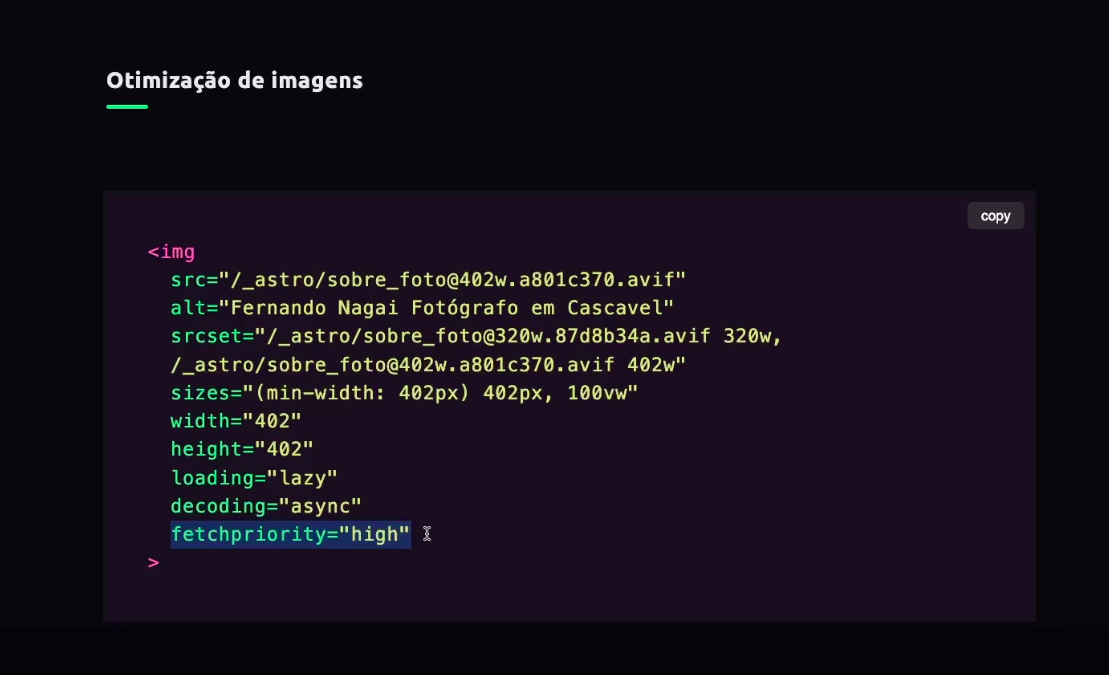 Otimização de imagens
copy
<img
src="/_astro/sobre_foto@402w.a801c370.avif"
alt="Fernando Nagai Fotógrafo em Cascavel"
srcset="/_astro/sobre_foto@320w.87d8b34a.avif 320w,
/_astro/sobre_foto@402w.a801c370.avif 402w"
sizes="(min-width: 402px) 402px, 100vw"
width="402"
height="402"
loading="lazy"
decoding="async"
fetchpriority="high"
>